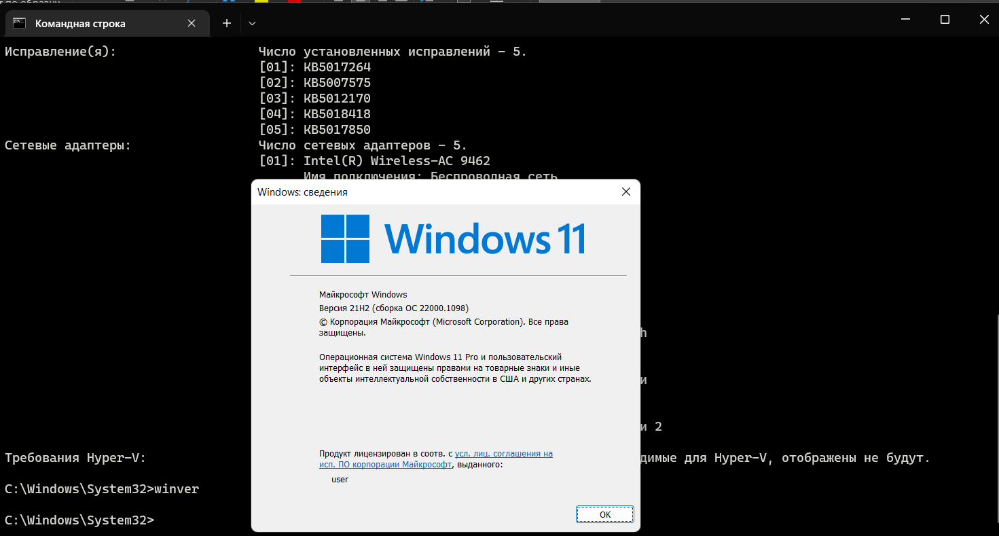 Командная строка
Исправление(я): Число установленных исправлений - 5.
[01]: KB5017264
[02]: KB5007575
[03]: KB5012170
[04]: KB5018418
[05]: KB5017850
Сетевые адаптеры: Число сетевых адаптеров - 5.
[01]: Intel(R) Wireless-AC 9462
Имя подключения: Беспроводная сеть
Windows: сведения
Windows 11
Майкрософт Windows
Версия 21H2 (сборка ОС 22000.1098)
© Корпорация Майкрософт (Microsoft Corporation). Все права
защищены.
h
Операционная система Windows 11 Pro и пользовательский
интерфейс в ней защищены правами на товарные знаки и иные
объекты интеллектуальной собственности в США и других странах.
и
и 2
Продукт лицензирован в соотв. с усл. лиц. соглашения на
исп. ПО корпорации Майкрософт, выданного:
user
Требования Hyper-V: димые для Hyper-V, отображены не будут.
C:\Windows\System32>winver
OK
C:\Windows\System32>